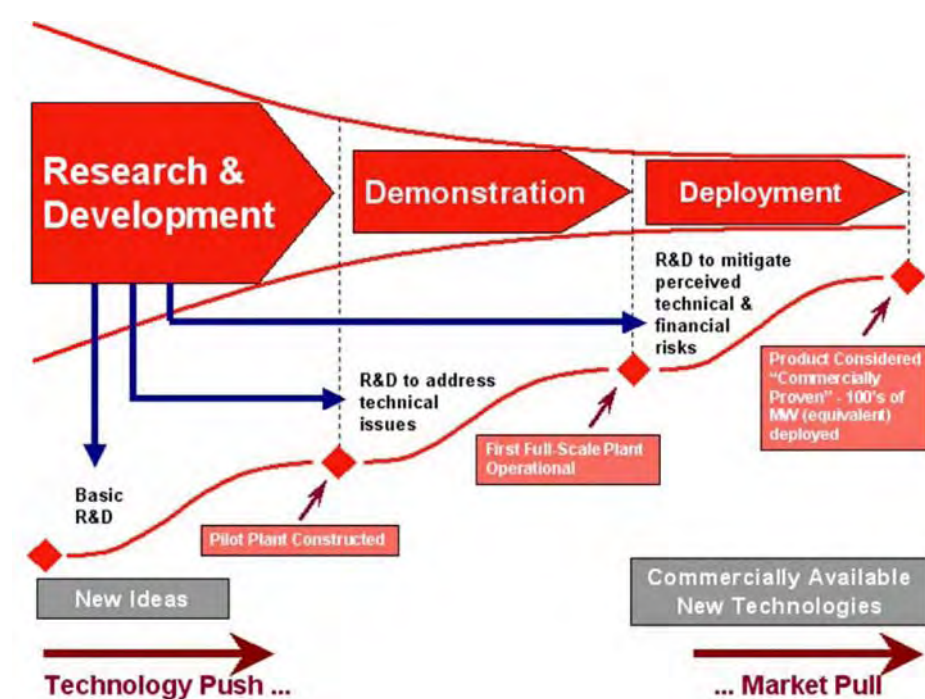 Research &
Development
Demonstration
Deployment
R&D to mitigate
perceived
technical &
financial
risks
R&D to address
technical
issues
Basic
R&D
Product Considered
"Commercially
Proven" - 100's of
MW (equivalent)
deployed
First Full-Scale Plant
Operational
Pilot Plant Constructed
New Ideas
Commercially Available
New Technologies
Technology Push ...
... Market Pull